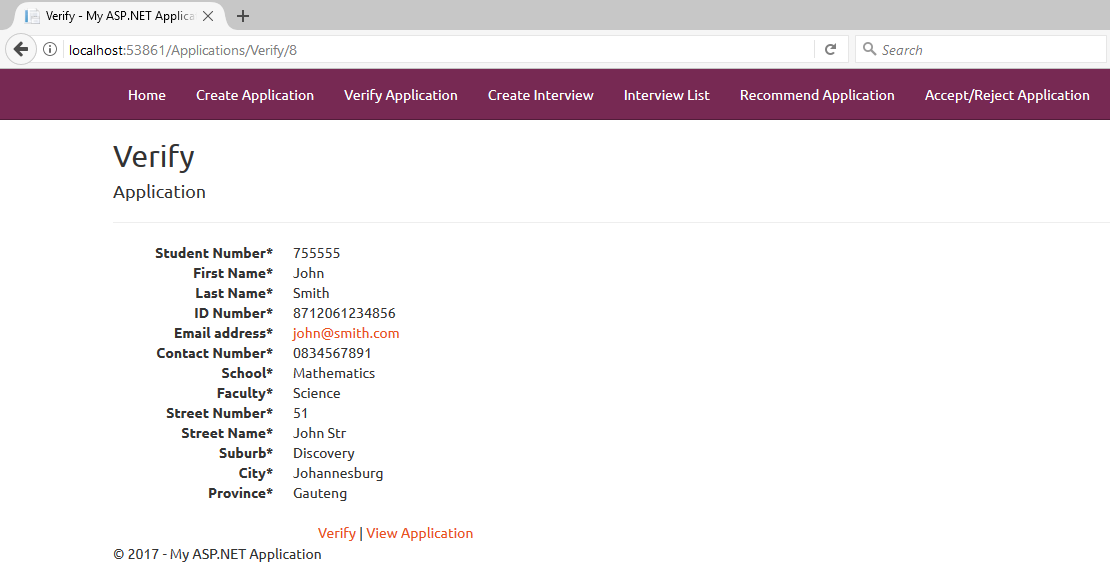 Verify - My ASP.NET Applica
localhost:53861/Applications/Verify/8
Search
Home Create Application Verify Application Create Interview Interview List Recommend Application Accept/Reject Application
Verify
Application
Student Number* 755555
First Name* John
Last Name* Smith
ID Number* 8712061234856
Email address* john@smith.com
Contact Number* 0834567891
School* Mathematics
Faculty* Science
Street Number* 51
Street Name* John Str
Suburb* Discovery
City* Johannesburg
Province* Gauteng
Verify | View Application
© 2017 - My ASP.NET Application